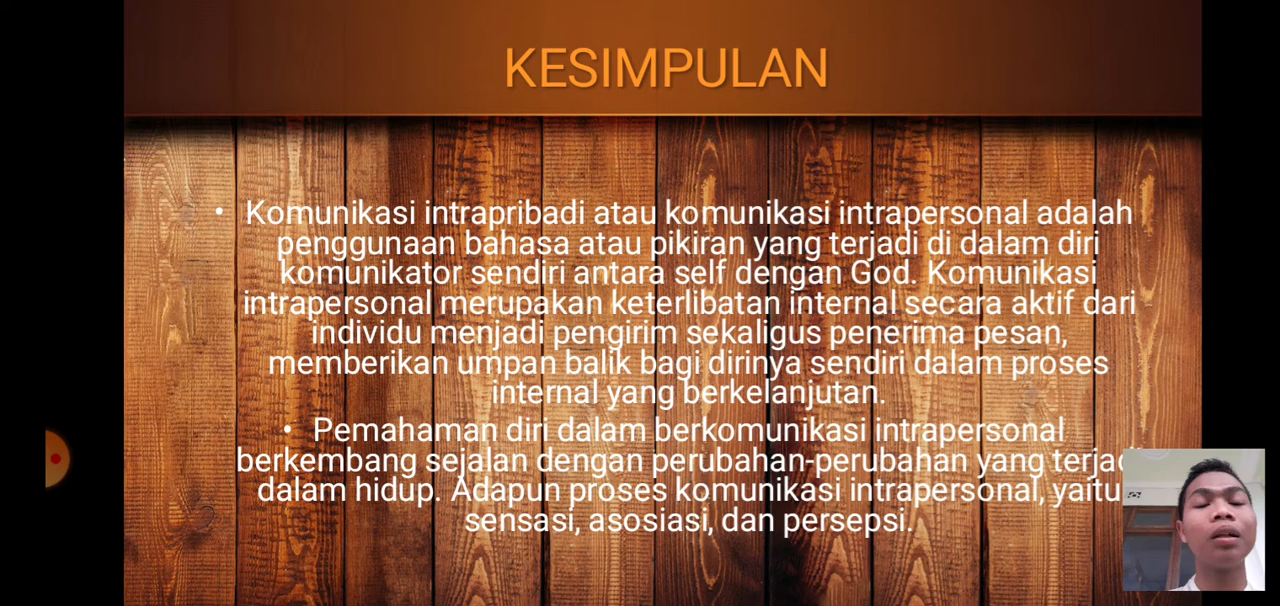 KESIMPULAN
• Komunikasi intrapribadi atau komunikasi intrapersonal adalah
penggunaan bahasa atau pikiran yang terjadi di dalam diri
komunikator sendiri antara self dengan God. Komunikasi
intrapersonal merupakan keterlibatan internal secara aktif dari
individu menjadi pengirim sekaligus penerima pesan,
memberikan umpan balik bagi dirinya sendiri dalam proses
internal yang berkelanjutan.
• Pemahaman diri dalam berkomunikasi intrapersonal
berkembang sejalan dengan perubahan-perubahan yang
dalam hidup. Adapun proses komunikasi intrapersonal, yaitu
sensasi, asosiasi, dan persepsi.